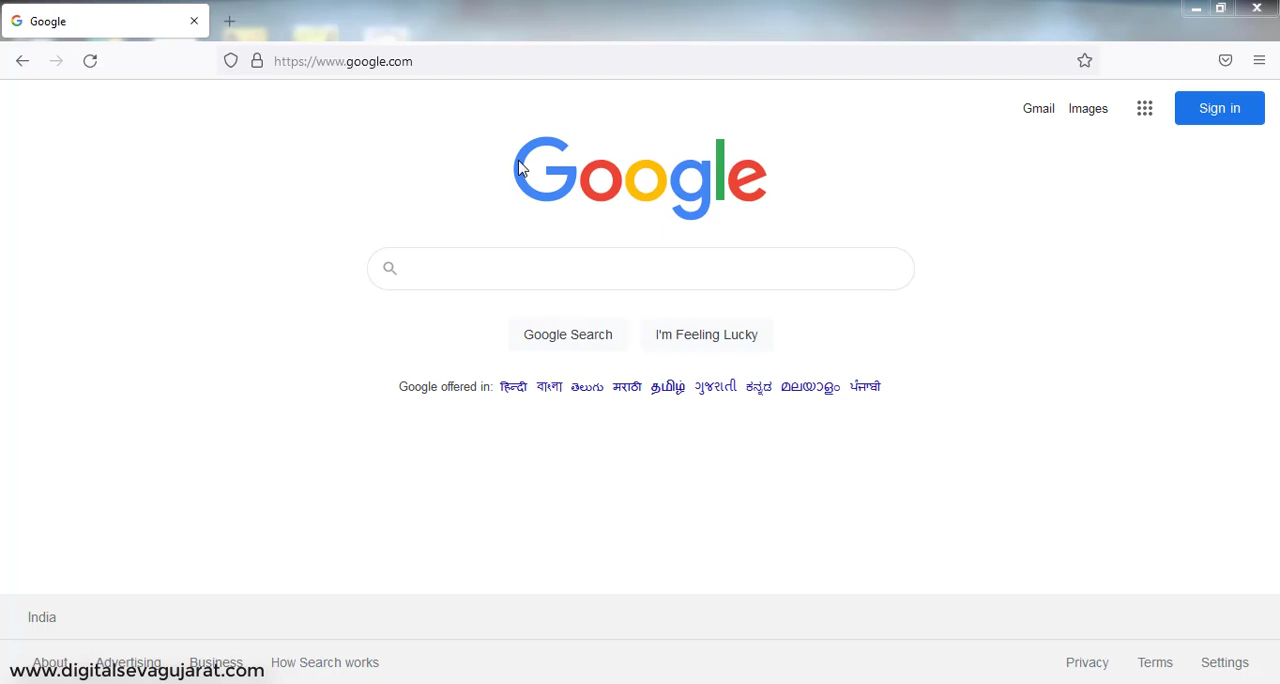 Google
https://www.google.com
Gmail Images Sign in
Google
Google Search I'm Feeling Lucky
Google offered in: हिन्दी বাংলা తెలుగు मराठी தமிழ் ગુજરાતી ಕನ್ನಡ മലയാളം ਪੰਜਾਬੀ
India
About Advertising Business How Search works Privacy Terms Settings
www.digitalsevagujarat.com